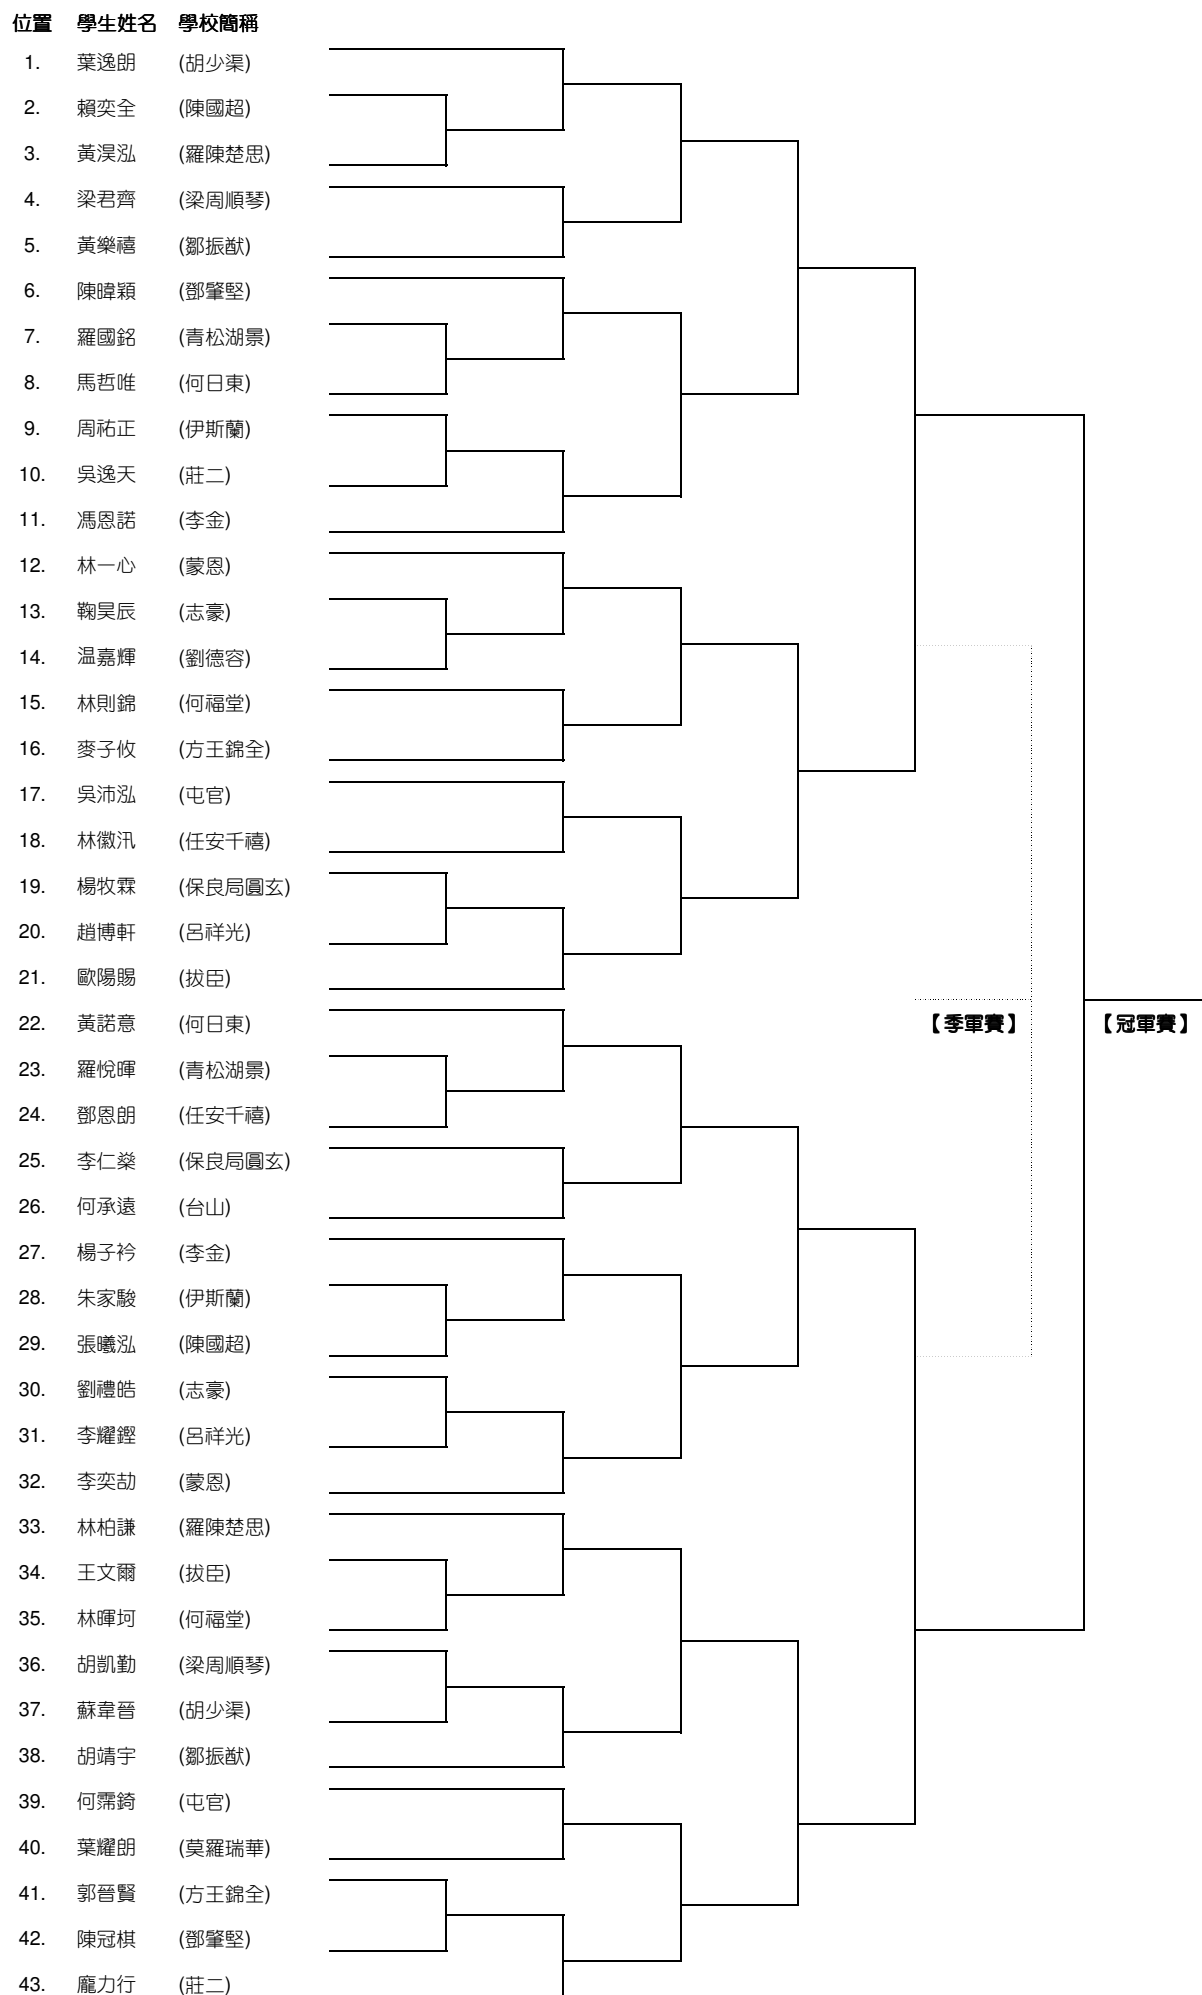 位置 學生姓名 學校簡稱
1. 葉逸朗 (胡少渠)
2. 賴奕全 (陳國超)
3. 黃淏泓 (羅陳楚思)
4. 梁君齊 (梁周順琴)
5. 黃樂禧 (鄒振猷)
6. 陳暐穎 (鄧肇堅)
7. 羅國銘 (青松湖景)
8. 馬哲唯 (何日東)
9. 周祐正 (伊斯蘭)
10. 吳逸天 (莊二)
11. 馮恩諾 (李金)
12. 林一心 (蒙恩)
13. 鞠昊辰 (志豪)
14. 温嘉輝 (劉德容)
15. 林則錦 (何福堂)
16. 麥子攸 (方王錦全)
17. 吳沛泓 (屯官)
18. 林徽汛 (任安千禧)
19. 楊牧霖 (保良局圓玄)
20. 趙博軒 (呂祥光)
21. 歐陽賜 (拔臣)
22. 黃諾意 (何日東)
【季軍賽】 【冠軍賽】
23. 羅悅暉 (青松湖景)
24. 鄧恩朗 (任安千禧)
25. 李仁燊 (保良局圓玄)
26. 何承遠 (台山)
27. 楊子衿 (李金)
28. 朱家駿 (伊斯蘭)
29. 張曦泓 (陳國超)
30. 劉禮皓 (志豪)
31. 李耀鏗 (呂祥光)
32. 李奕劼 (蒙恩)
33. 林柏謙 (羅陳楚思)
34. 王文爾 (拔臣)
35. 林暉坷 (何福堂)
36. 胡凱勤 (梁周順琴)
37. 蘇韋晉 (胡少渠)
38. 胡靖宇 (鄒振猷)
39. 何霈錡 (屯官)
40. 葉耀朗 (莫羅瑞華)
41. 郭晉賢 (方王錦全)
42. 陳冠棋 (鄧肇堅)
43. 龐力行 (莊二)